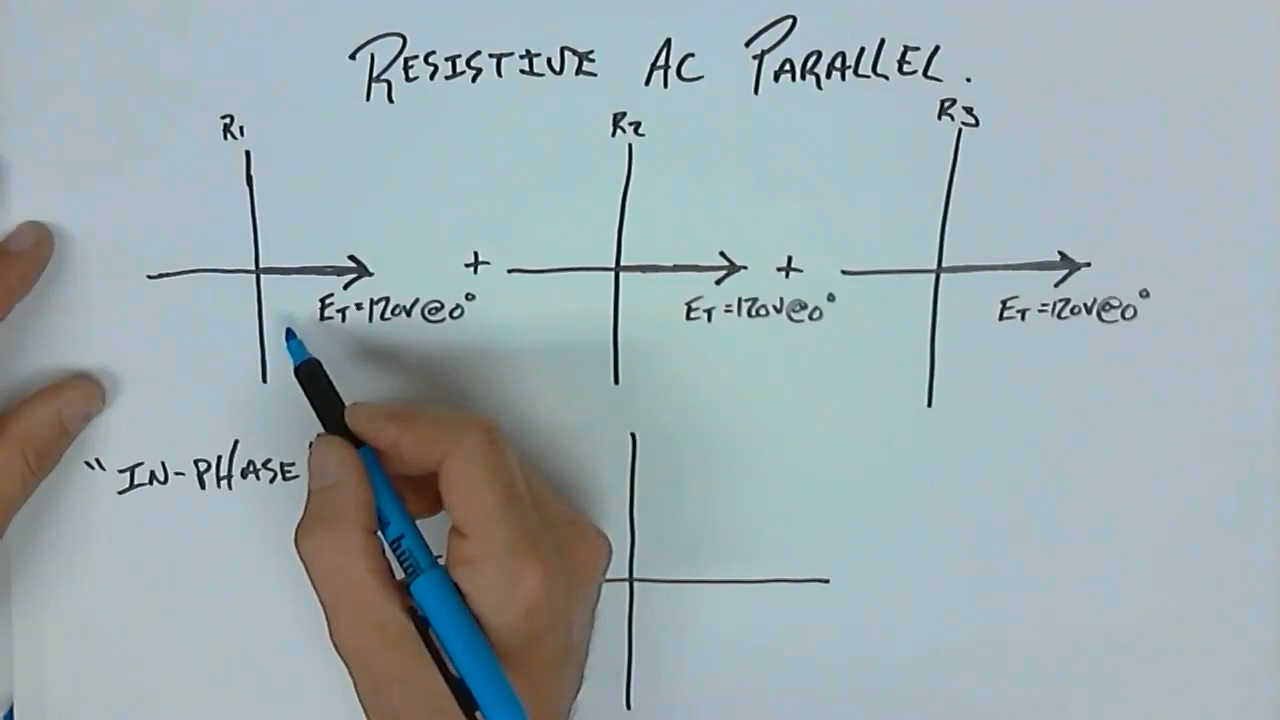 RESISTIVE AC PARALLEL.
R1 R2 R3
+ +
ET=120V@0° ET=120V@0° ET=120V@0°
"IN-PHASE